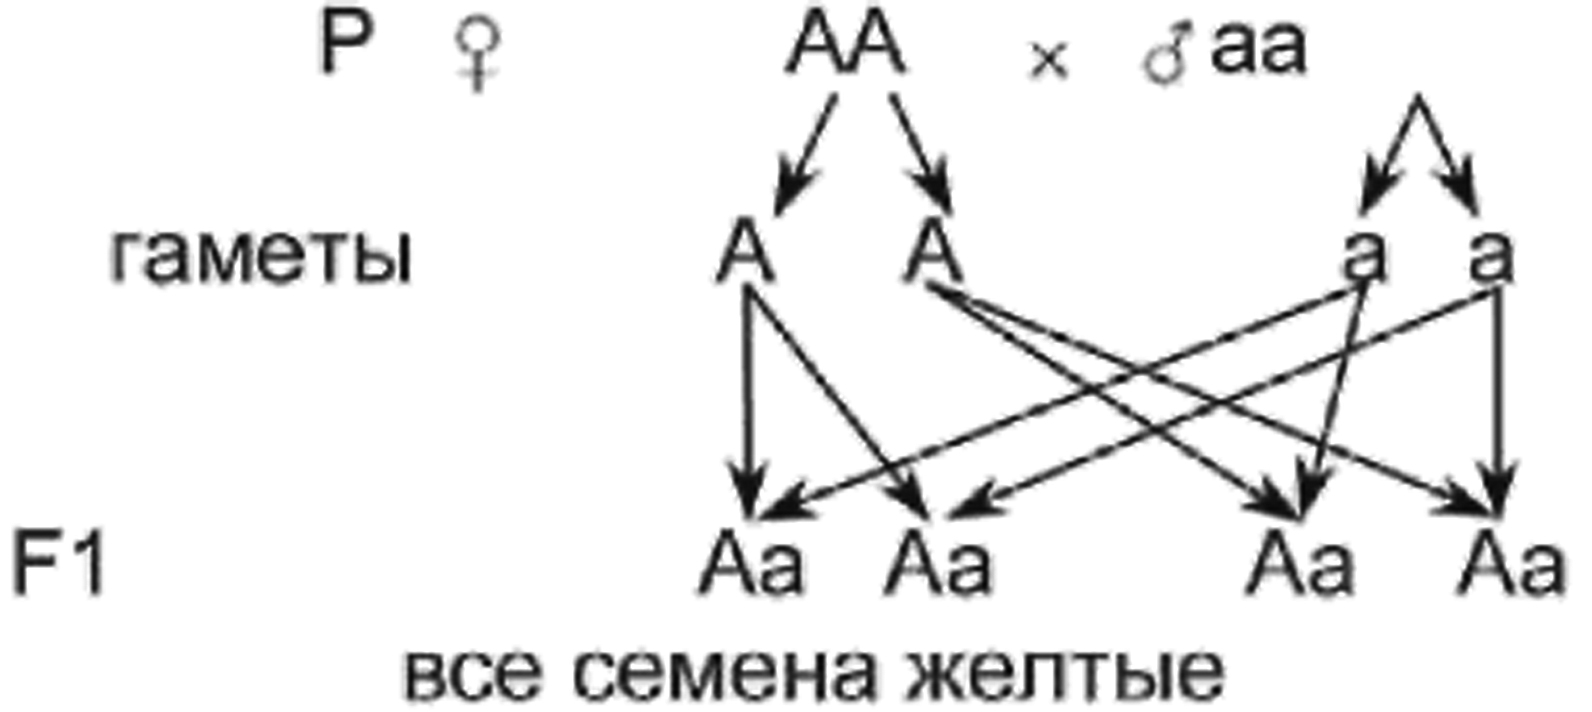 P ♀ AA × ♂ aa
гаметы A A a a
F1 Aa Aa Aa Aa
все семена желтые